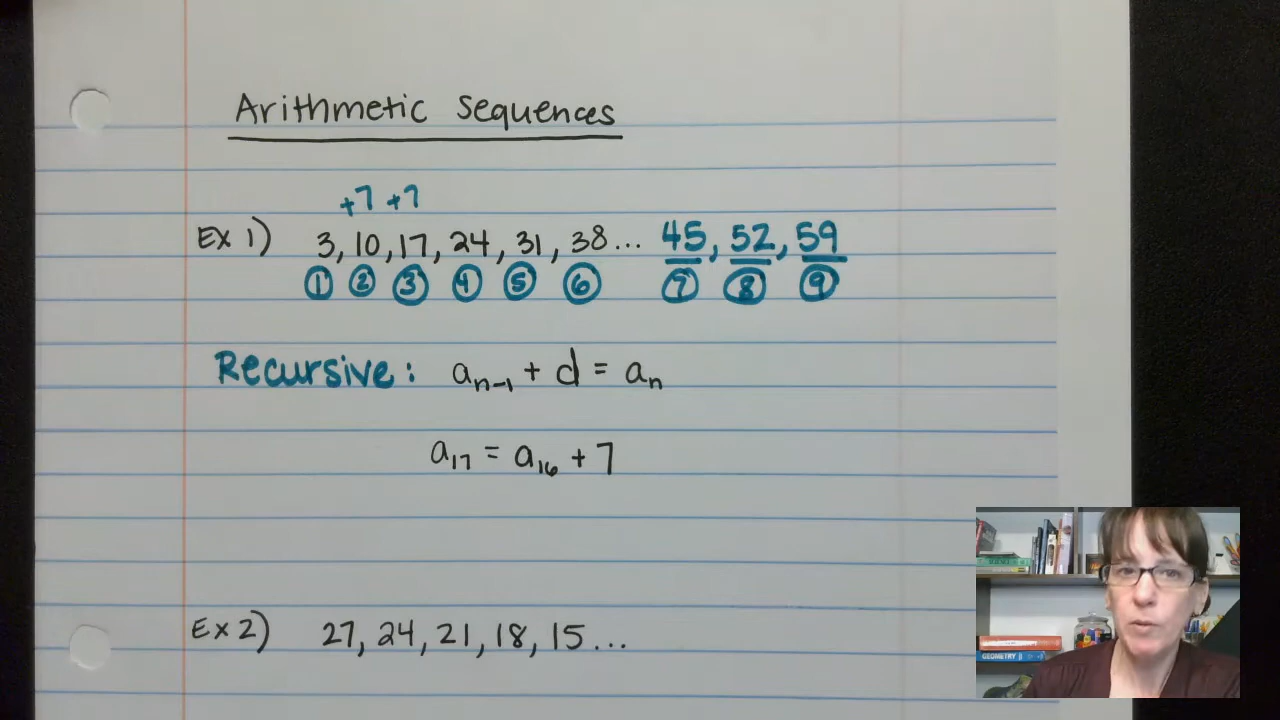 Arithmetic Sequences
+7 +7
Ex 1) 3, 10, 17, 24, 31, 38... 45, 52, 59
① ② ③ ④ ⑤ ⑥ ⑦ ⑧ ⑨
Recursive: aₙ₋₁ + d = aₙ
a₁₇ = a₁₆ + 7
Ex 2) 27, 24, 21, 18, 15...
GEOMETRY